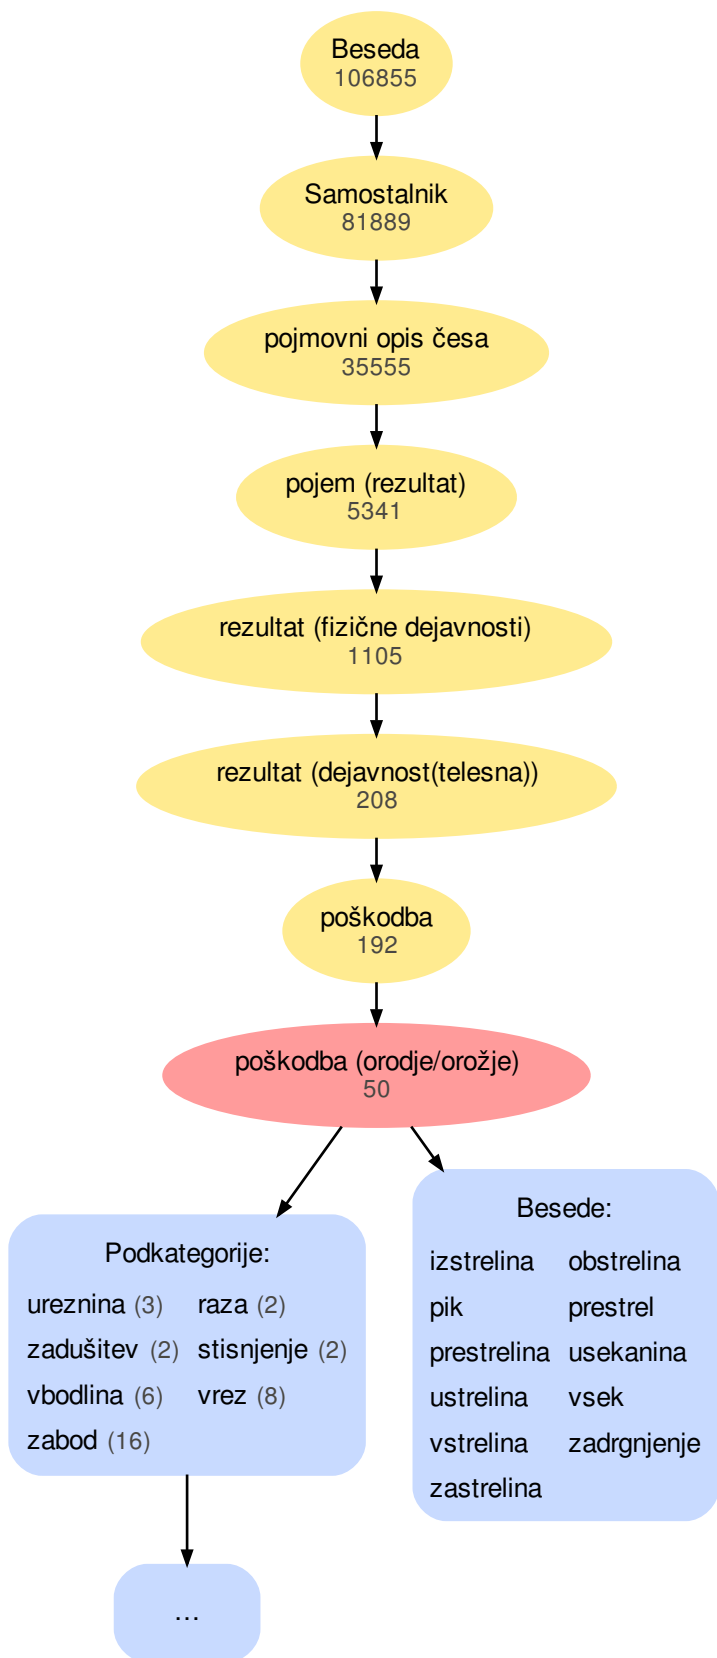 Beseda
106855
Samostalnik
81889
pojmovni opis česa
35555
pojem (rezultat)
5341
rezultat (fizične dejavnosti)
1105
rezultat (dejavnost(telesna))
208
poškodba
192
poškodba (orodje/orožje)
50
Podkategorije:
ureznina (3) raza (2)
zadušitev (2) stisnjenje (2)
vbodlina (6) vrez (8)
zabod (16)
...
Besede:
izstrelina obstrelina
pik prestrel
prestrelina usekanina
ustrelina vsek
vstrelina zadrgnjenje
zastrelina